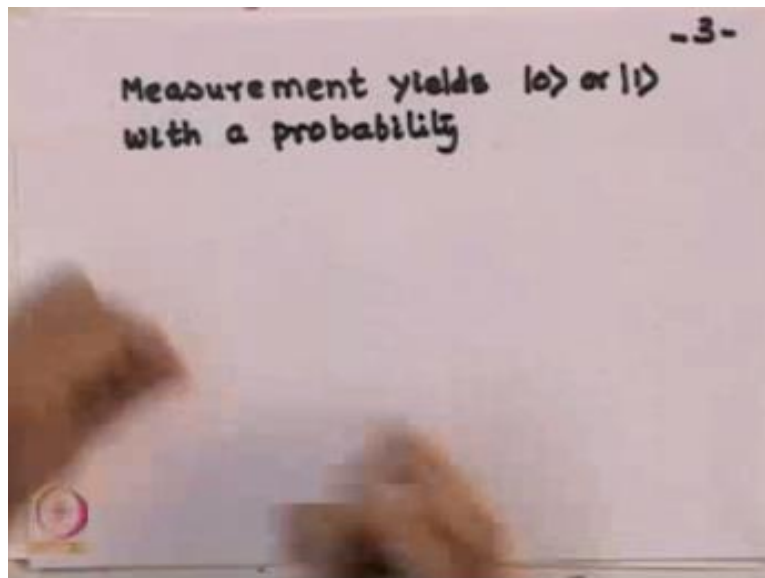 -3-
Measurement yields |0> or |1>
with a probability